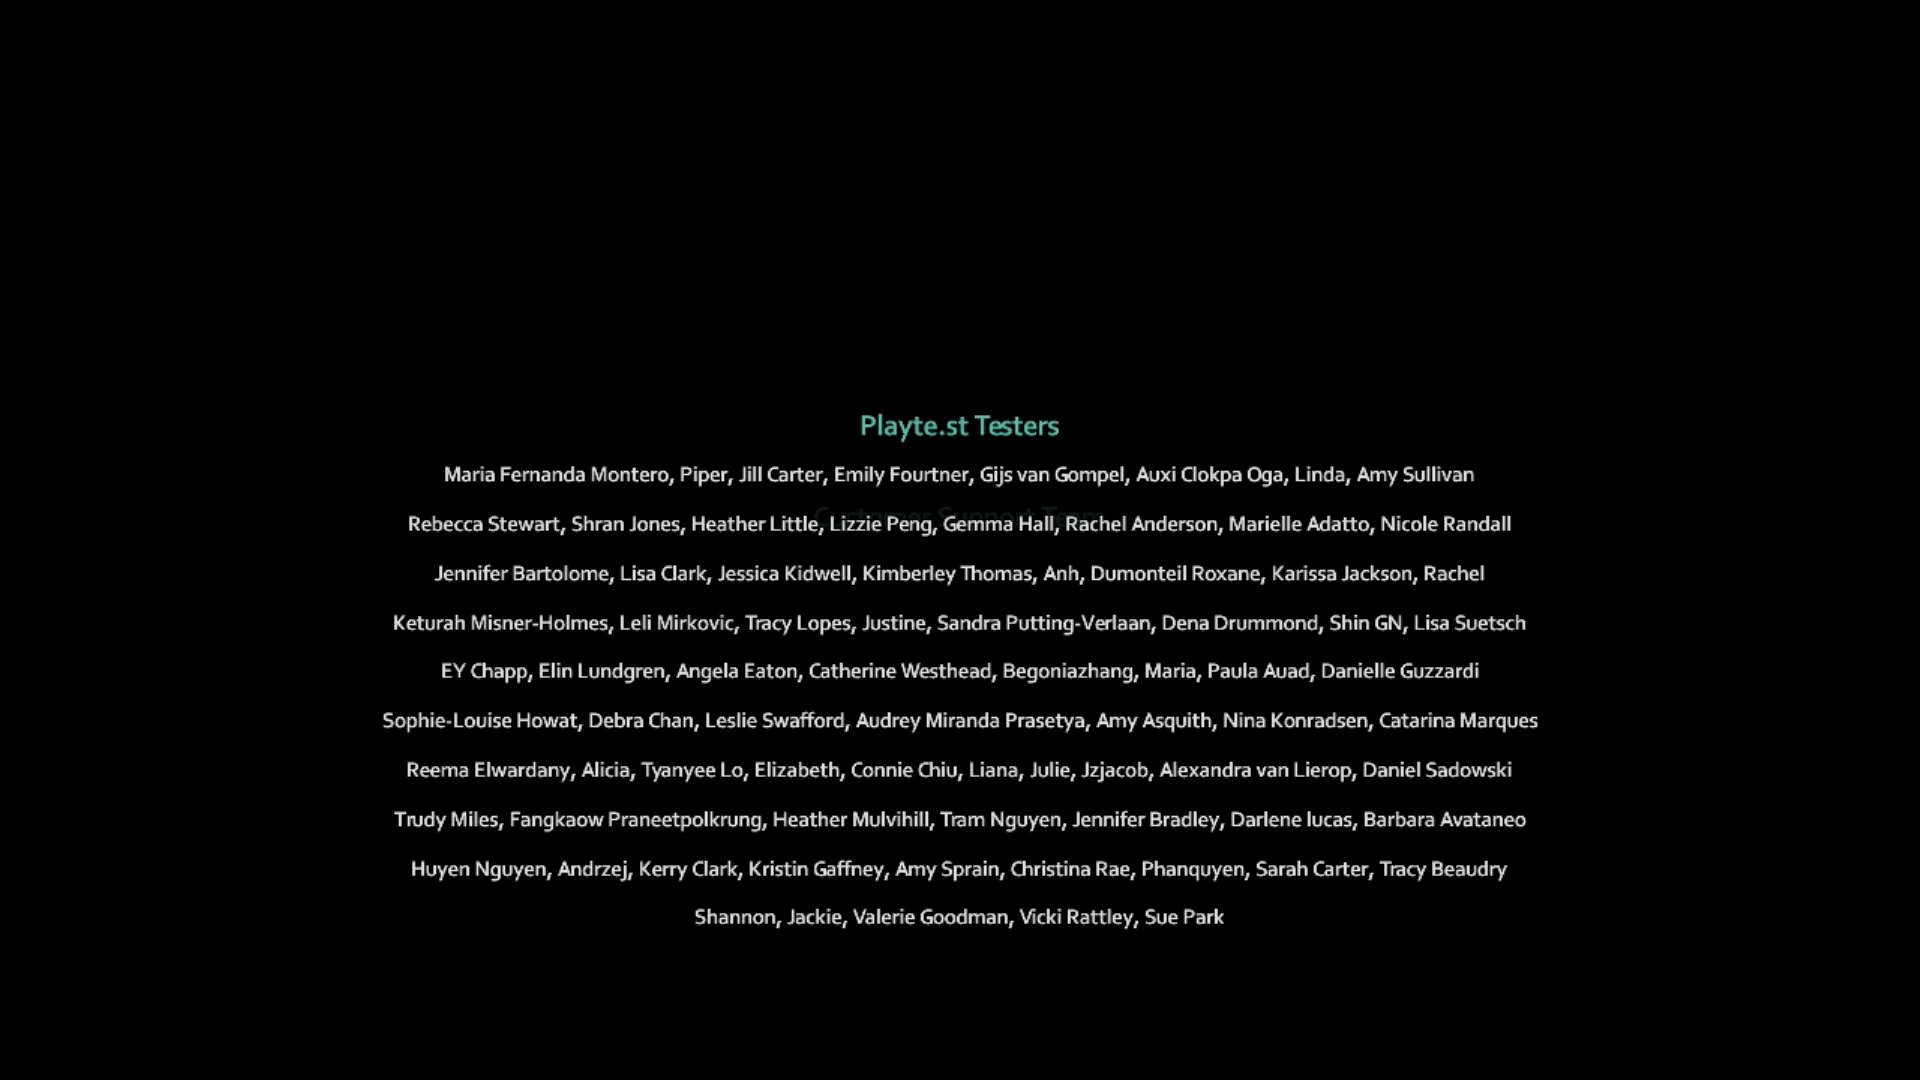 Playte.st Testers
Maria Fernanda Montero, Piper, Jill Carter, Emily Fourtner, Gijs van Gompel, Auxi Clokpa Oga, Linda, Amy Sullivan
Customer Support Team
Rebecca Stewart, Shran Jones, Heather Little, Lizzie Peng, Gemma Hall, Rachel Anderson, Marielle Adatto, Nicole Randall
Jennifer Bartolome, Lisa Clark, Jessica Kidwell, Kimberley Thomas, Anh, Dumonteil Roxane, Karissa Jackson, Rachel
Keturah Misner-Holmes, Leli Mirkovic, Tracy Lopes, Justine, Sandra Putting-Verlaan, Dena Drummond, Shin GN, Lisa Suetsch
EY Chapp, Elin Lundgren, Angela Eaton, Catherine Westhead, Begoniazhang, Maria, Paula Auad, Danielle Guzzardi
Sophie-Louise Howat, Debra Chan, Leslie Swafford, Audrey Miranda Prasetya, Amy Asquith, Nina Konradsen, Catarina Marques
Reema Elwardany, Alicia, Tyanyee Lo, Elizabeth, Connie Chiu, Liana, Julie, Jzjacob, Alexandra van Lierop, Daniel Sadowski
Trudy Miles, Fangkaow Praneetpolkrung, Heather Mulvihill, Tram Nguyen, Jennifer Bradley, Darlene lucas, Barbara Avataneo
Huyen Nguyen, Andrzej, Kerry Clark, Kristin Gaffney, Amy Sprain, Christina Rae, Phanquyen, Sarah Carter, Tracy Beaudry
Shannon, Jackie, Valerie Goodman, Vicki Rattley, Sue Park